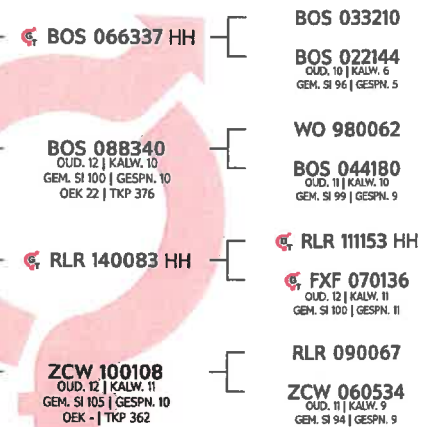 BOS 066337 HH
BOS 033210
BOS 022144
OUD. 10 | KALW. 6
GEM. SI 96 | GESPN. 5
BOS 088340
OUD. 12 | KALW. 10
GEM. SI 100 | GESPN. 10
OEK 22 | TKP 376
WO 980062
BOS 044180
OUD. 11 | KALW. 10
GEM. SI 99 | GESPN. 9
RLR 140083 HH
RLR 111153 HH
FXF 070136
OUD. 12 | KALW. 11
GEM. SI 100 | GESPN. 11
ZCW 100108
OUD. 12 | KALW. 11
GEM. SI 105 | GESPN. 10
OEK - | TKP 362
RLR 090067
ZCW 060534
OUD. 11 | KALW. 9
GEM. SI 94 | GESPN. 9